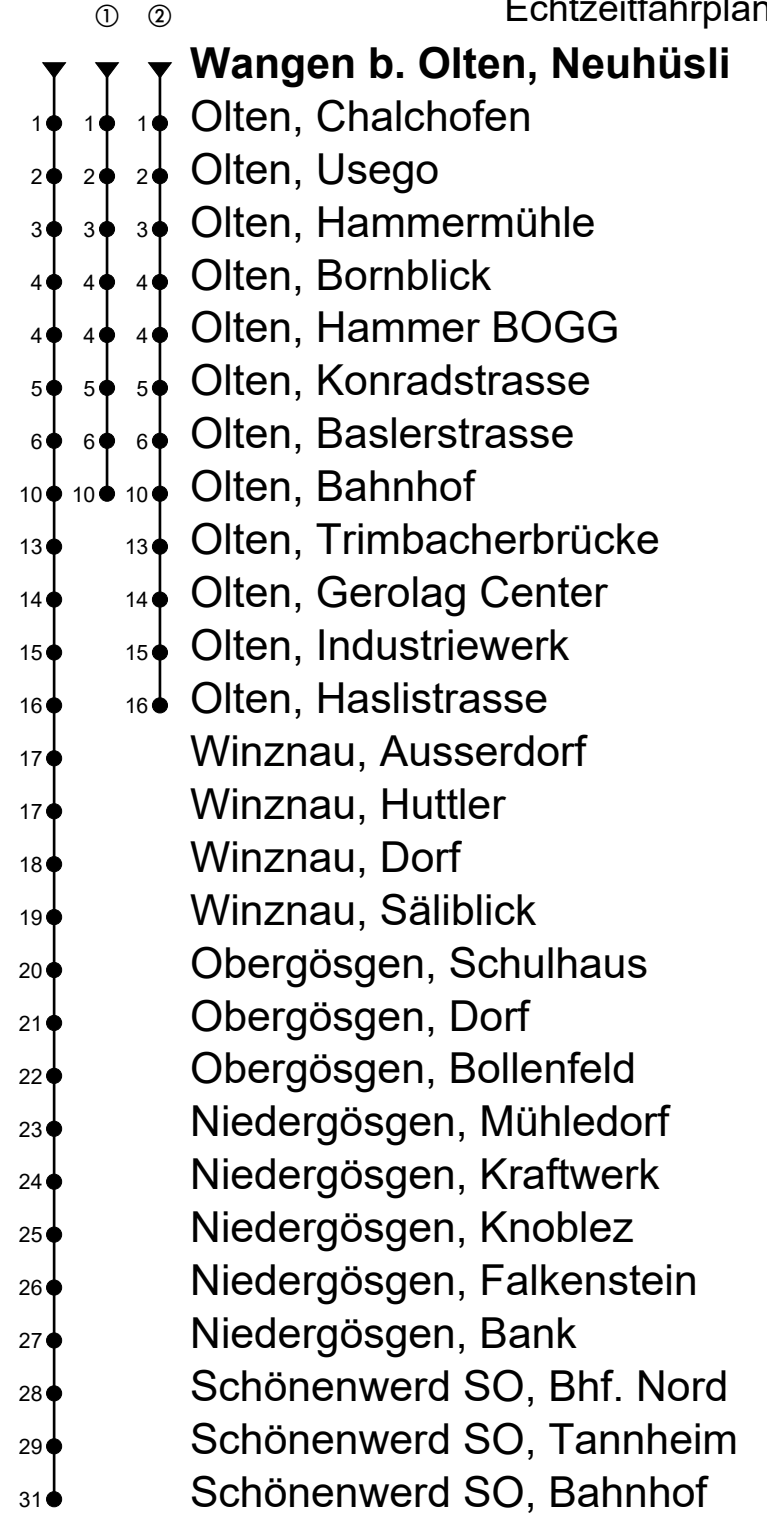 Echtzeitfahrplan
① ②
Wangen b. Olten, Neuhüsli
1 1 1 Olten, Chalchofen
2 2 2 Olten, Usego
3 3 3 Olten, Hammermühle
4 4 4 Olten, Bornblick
4 4 4 Olten, Hammer BOGG
5 5 5 Olten, Konradstrasse
6 6 6 Olten, Baslerstrasse
10 10 10 Olten, Bahnhof
13 13 Olten, Trimbacherbrücke
14 14 Olten, Gerolag Center
15 15 Olten, Industriewerk
16 16 Olten, Haslistrasse
17 Winznau, Ausserdorf
17 Winznau, Huttler
18 Winznau, Dorf
19 Winznau, Säliblick
20 Obergösgen, Schulhaus
21 Obergösgen, Dorf
22 Obergösgen, Bollenfeld
23 Niedergösgen, Mühledorf
24 Niedergösgen, Kraftwerk
25 Niedergösgen, Knoblez
26 Niedergösgen, Falkenstein
27 Niedergösgen, Bank
28 Schönenwerd SO, Bhf. Nord
29 Schönenwerd SO, Tannheim
31 Schönenwerd SO, Bahnhof